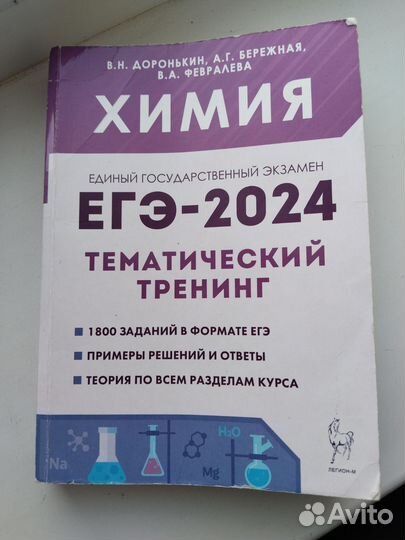 В.Н. ДОРОНЬКИН, А.Г. БЕРЕЖНАЯ,
В.А. ФЕВРАЛЕВА
ХИМИЯ
ЕДИНЫЙ ГОСУДАРСТВЕННЫЙ ЭКЗАМЕН
ЕГЭ-2024
ТЕМАТИЧЕСКИЙ
ТРЕНИНГ
1800 ЗАДАНИЙ В ФОРМАТЕ ЕГЭ
ПРИМЕРЫ РЕШЕНИЙ И ОТВЕТЫ
ТЕОРИЯ ПО ВСЕМ РАЗДЕЛАМ КУРСА
H₂O
Na
Mg
ЛЕГИОН-М
Avito